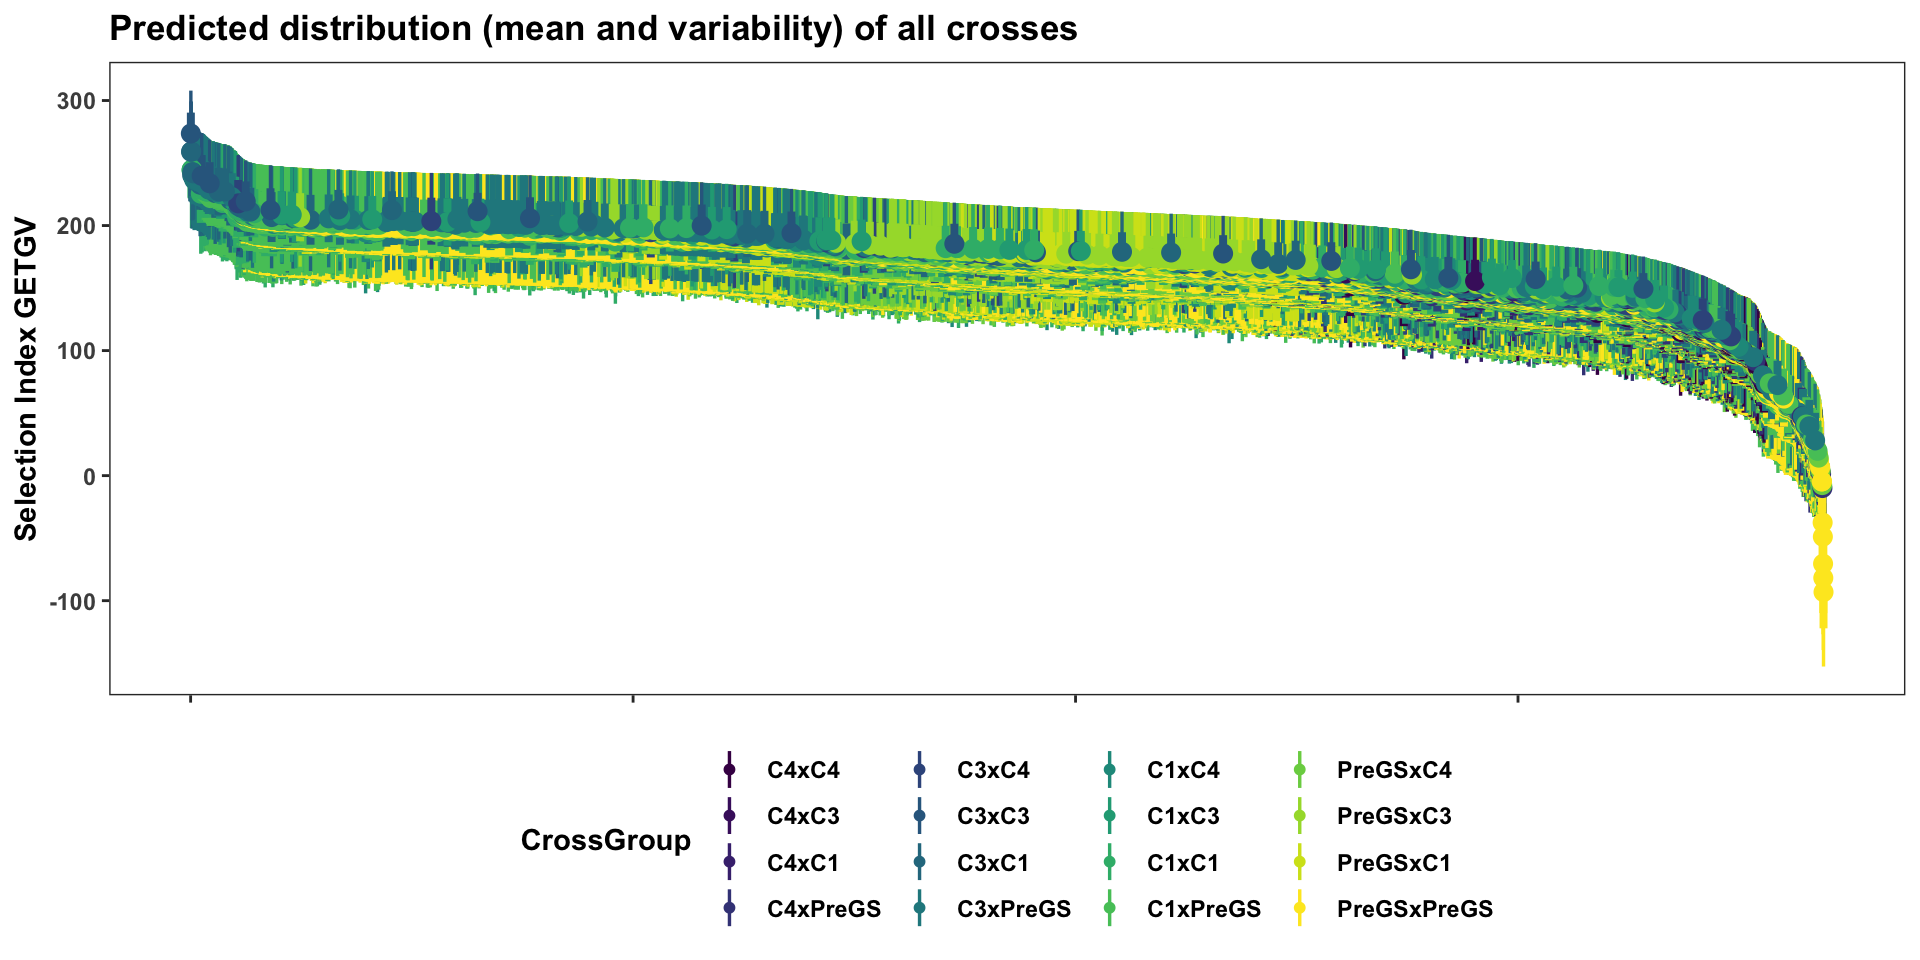 Predicted distribution (mean and variability) of all crosses
Selection Index GETGV
300
200
100
0
-100
CrossGroup
C4xC4 C3xC4 C1xC4 PreGSxC4
C4xC3 C3xC3 C1xC3 PreGSxC3
C4xC1 C3xC1 C1xC1 PreGSxC1
C4xPreGS C3xPreGS C1xPreGS PreGSxPreGS